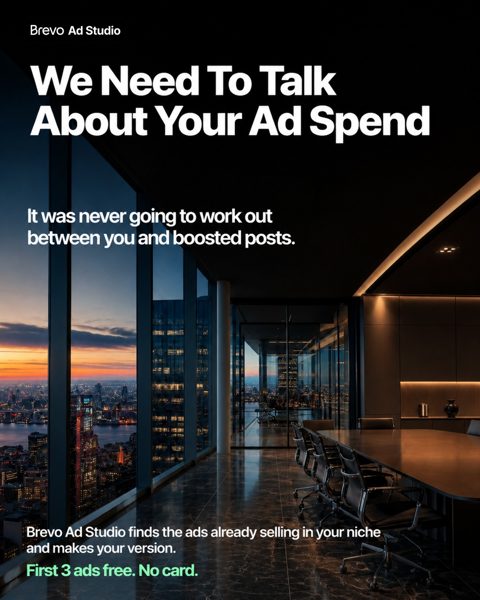 Brevo Ad Studio
We Need To Talk
About Your Ad Spend
It was never going to work out
between you and boosted posts.
Brevo Ad Studio finds the ads already selling in your niche
and makes your version.
First 3 ads free. No card.